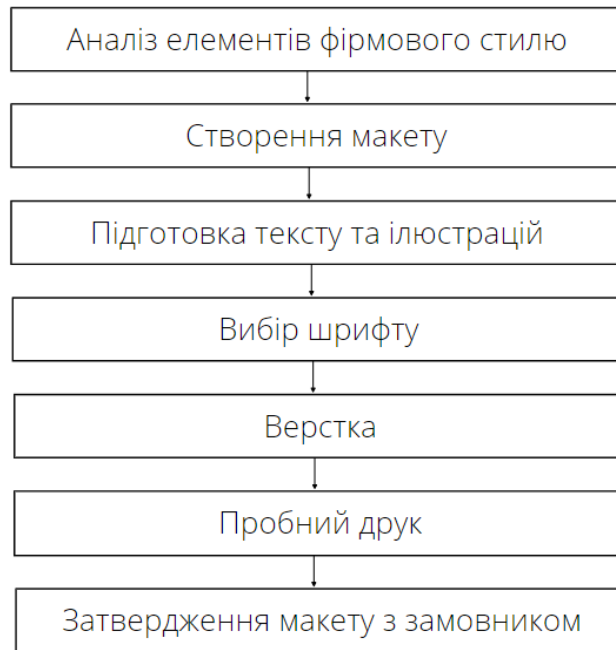 Аналіз елементів фірмового стилю
Створення макету
Підготовка тексту та ілюстрацій
Вибір шрифту
Верстка
Пробний друк
Затвердження макету з замовником